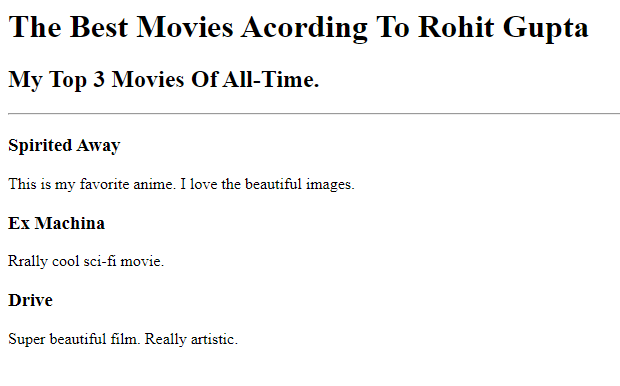 The Best Movies Acording To Rohit Gupta
My Top 3 Movies Of All-Time.
Spirited Away
This is my favorite anime. I love the beautiful images.
Ex Machina
Rrally cool sci-fi movie.
Drive
Super beautiful film. Really artistic.